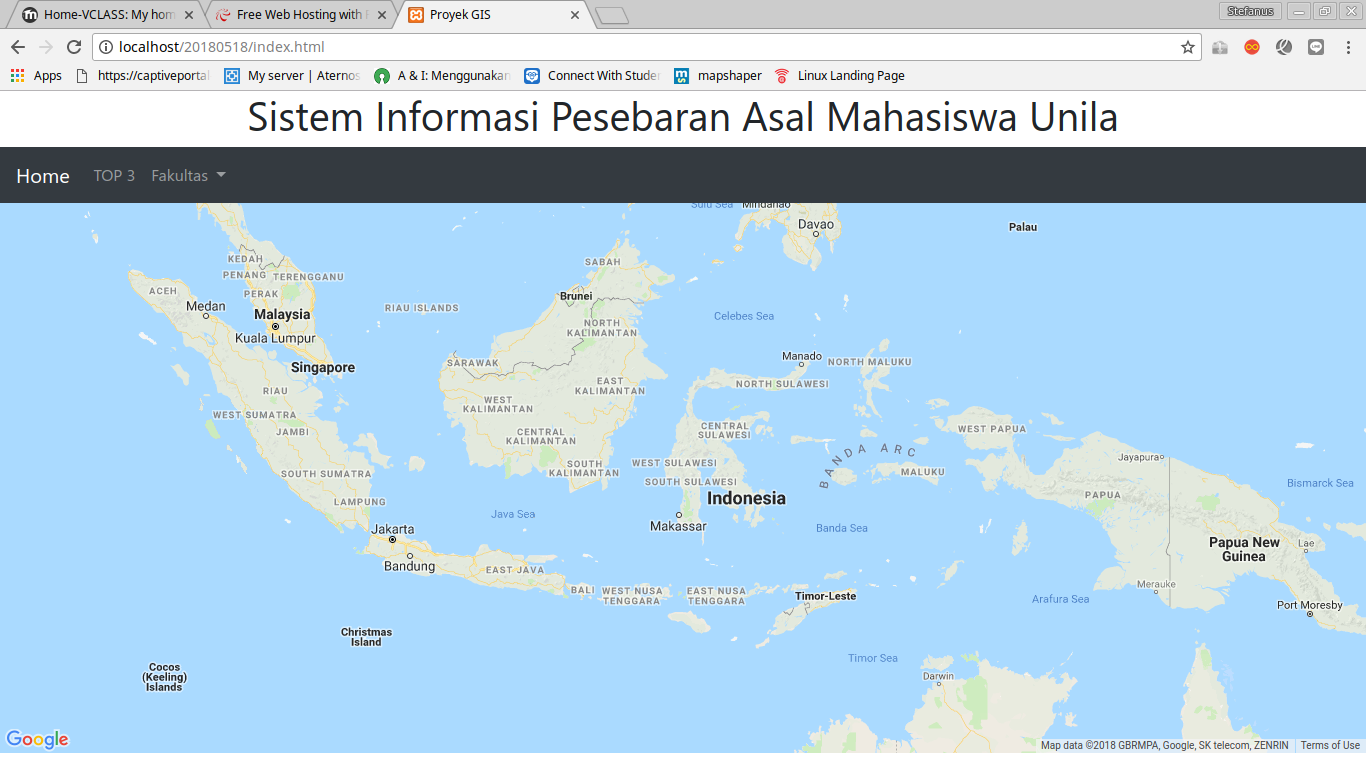 Home-VCLASS: My hom
Free Web Hosting with
Proyek GIS
Stefanus
localhost/20180518/index.html
Apps
https://captiveportal
My server | Aternos
A & I: Menggunakan
Connect With Studen
mapshaper
Linux Landing Page
Sistem Informasi Pesebaran Asal Mahasiswa Unila
Home
TOP 3
Fakultas
Sulu Sea
Mindanao
Davao
Palau
KEDAH
PENANG
TERENGGANU
PERAK
Malaysia
Kuala Lumpur
Singapore
ACEH
Medan
RIAU ISLANDS
SABAH
Brunei
NORTH
KALIMANTAN
SARAWAK
Celebes Sea
Manado
NORTH MALUKU
NORTH SULAWESI
RIAU
WEST SUMATRA
JAMBI
WEST
KALIMANTAN
EAST
KALIMANTAN
CENTRAL
KALIMANTAN
SOUTH
KALIMANTAN
CENTRAL
SULAWESI
WEST SULAWESI
SOUTH SULAWESI
BANDA ARC
MALUKU
WEST PAPUA
Jayapura
PAPUA
Bismarck Sea
SOUTH SUMATRA
LAMPUNG
Indonesia
Java Sea
Makassar
Banda Sea
Jakarta
Bandung
EAST JAVA
BALI
WEST NUSA
TENGGARA
EAST NUSA
TENGGARA
Timor-Leste
Arafura Sea
Merauke
Papua New
Guinea
Lae
Port Moresby
Christmas
Island
Cocos
(Keeling)
Islands
Timor Sea
Darwin
Google
Map data ©2018 GBRMPA, Google, SK telecom, ZENRIN
Terms of Use